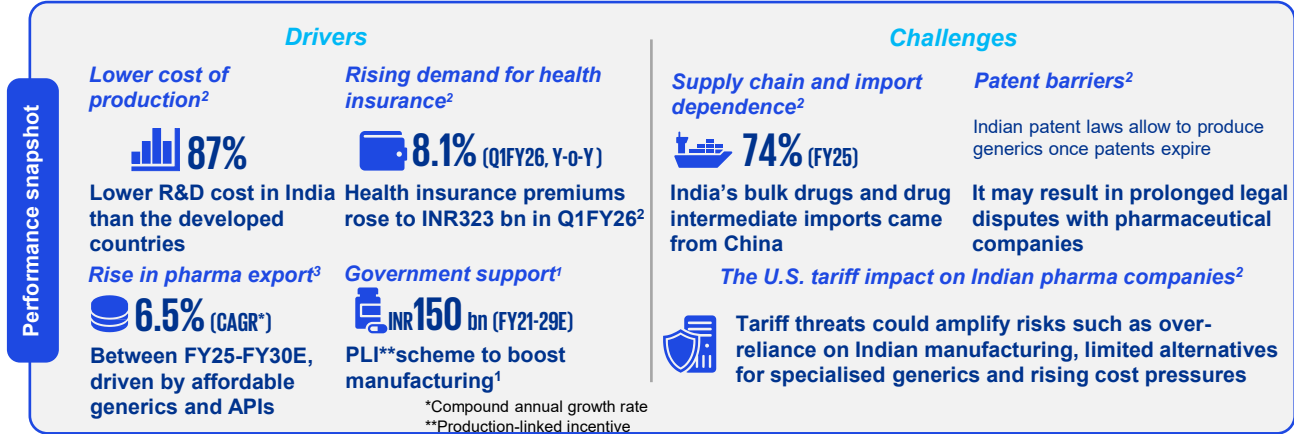 Performance snapshot
Drivers
Lower cost of
production²
87%
Lower R&D cost in India
than the developed
countries
Rising demand for health
insurance²
8.1% (Q1FY26, Y-o-Y)
Health insurance premiums
rose to INR323 bn in Q1FY26²
Rise in pharma export³
6.5% (CAGR*)
Between FY25-FY30E,
driven by affordable
generics and APIs
Government support¹
INR150 bn (FY21-29E)
PLI**scheme to boost
manufacturing¹
*Compound annual growth rate
**Production-linked incentive
Challenges
Supply chain and import
dependence²
74% (FY25)
India's bulk drugs and drug
intermediate imports came
from China
Patent barriers²
Indian patent laws allow to produce
generics once patents expire
It may result in prolonged legal
disputes with pharmaceutical
companies
The U.S. tariff impact on Indian pharma companies²
Tariff threats could amplify risks such as over-
reliance on Indian manufacturing, limited alternatives
for specialised generics and rising cost pressures